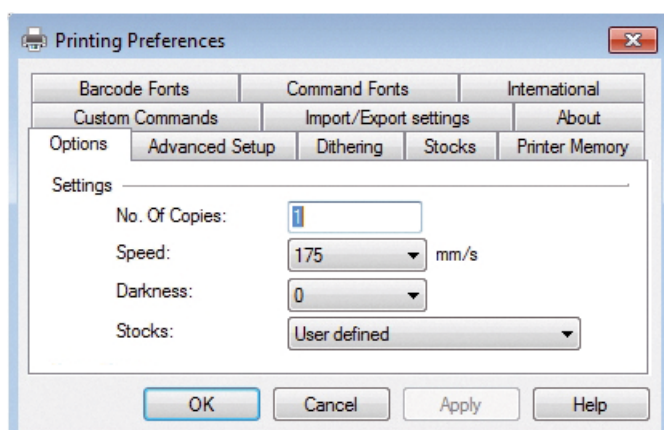 Printing Preferences
Barcode Fonts Command Fonts International
Custom Commands Import/Export settings About
Options Advanced Setup Dithering Stocks Printer Memory
Settings
No. Of Copies: 1
Speed: 175 mm/s
Darkness: 0
Stocks: User defined
OK Cancel Apply Help